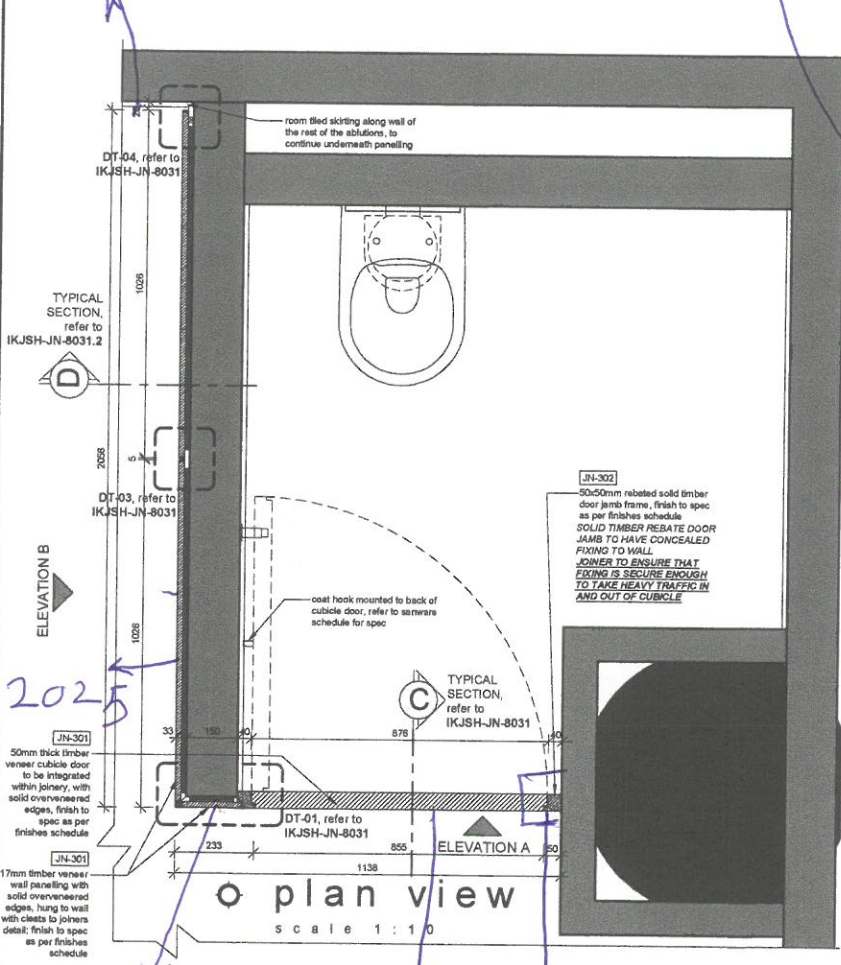 room tiled skirting along wall of
the rest of the ablutions, to
continue underneath panelling
DT-04, refer to
IKJSH-JN-8031
1026
TYPICAL
SECTION,
refer to
IKJSH-JN-8031.2
D
2056
5
DT-03, refer to
IKJSH-JN-8031
JN-302
50x50mm rebated solid timber
door jamb frame, finish to spec
as per finishes schedule
SOLID TIMBER REBATE DOOR
JAMB TO HAVE CONCEALED
FIXING TO WALL
JOINER TO ENSURE THAT
FIXING IS SECURE ENOUGH
TO TAKE HEAVY TRAFFIC IN
AND OUT OF CUBICLE
ELEVATION B
coat hook mounted to back of
cubicle door, refer to sanware
schedule for spec
1026
2025
C
TYPICAL
SECTION,
refer to
IKJSH-JN-8031
33 150 40 876 40
JN-301
50mm thick timber
veneer cubicle door
to be integrated
within joinery, with
solid overveneered
edges, finish to
spec as per
finishes schedule
DT-01, refer to
IKJSH-JN-8031
ELEVATION A
233 855 50
1138
JN-301
17mm timber veneer
wall panelling with
solid overveneered
edges, hung to wall
with cleats to joiners
detail; finish to spec
as per finishes
schedule
plan view
scale 1:10